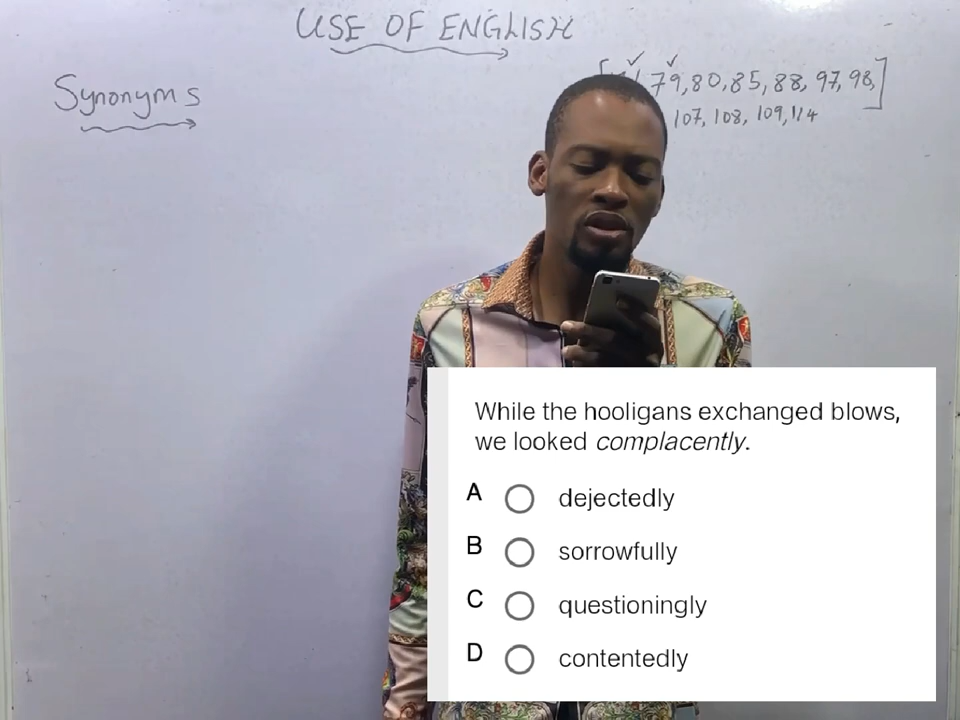 USE OF ENGLISH
Synonyms
79, 80, 85, 88, 97, 98,]
107, 108, 109, 114
While the hooligans exchanged blows,
we looked complacently.
A dejectedly
B sorrowfully
C questioningly
D contentedly